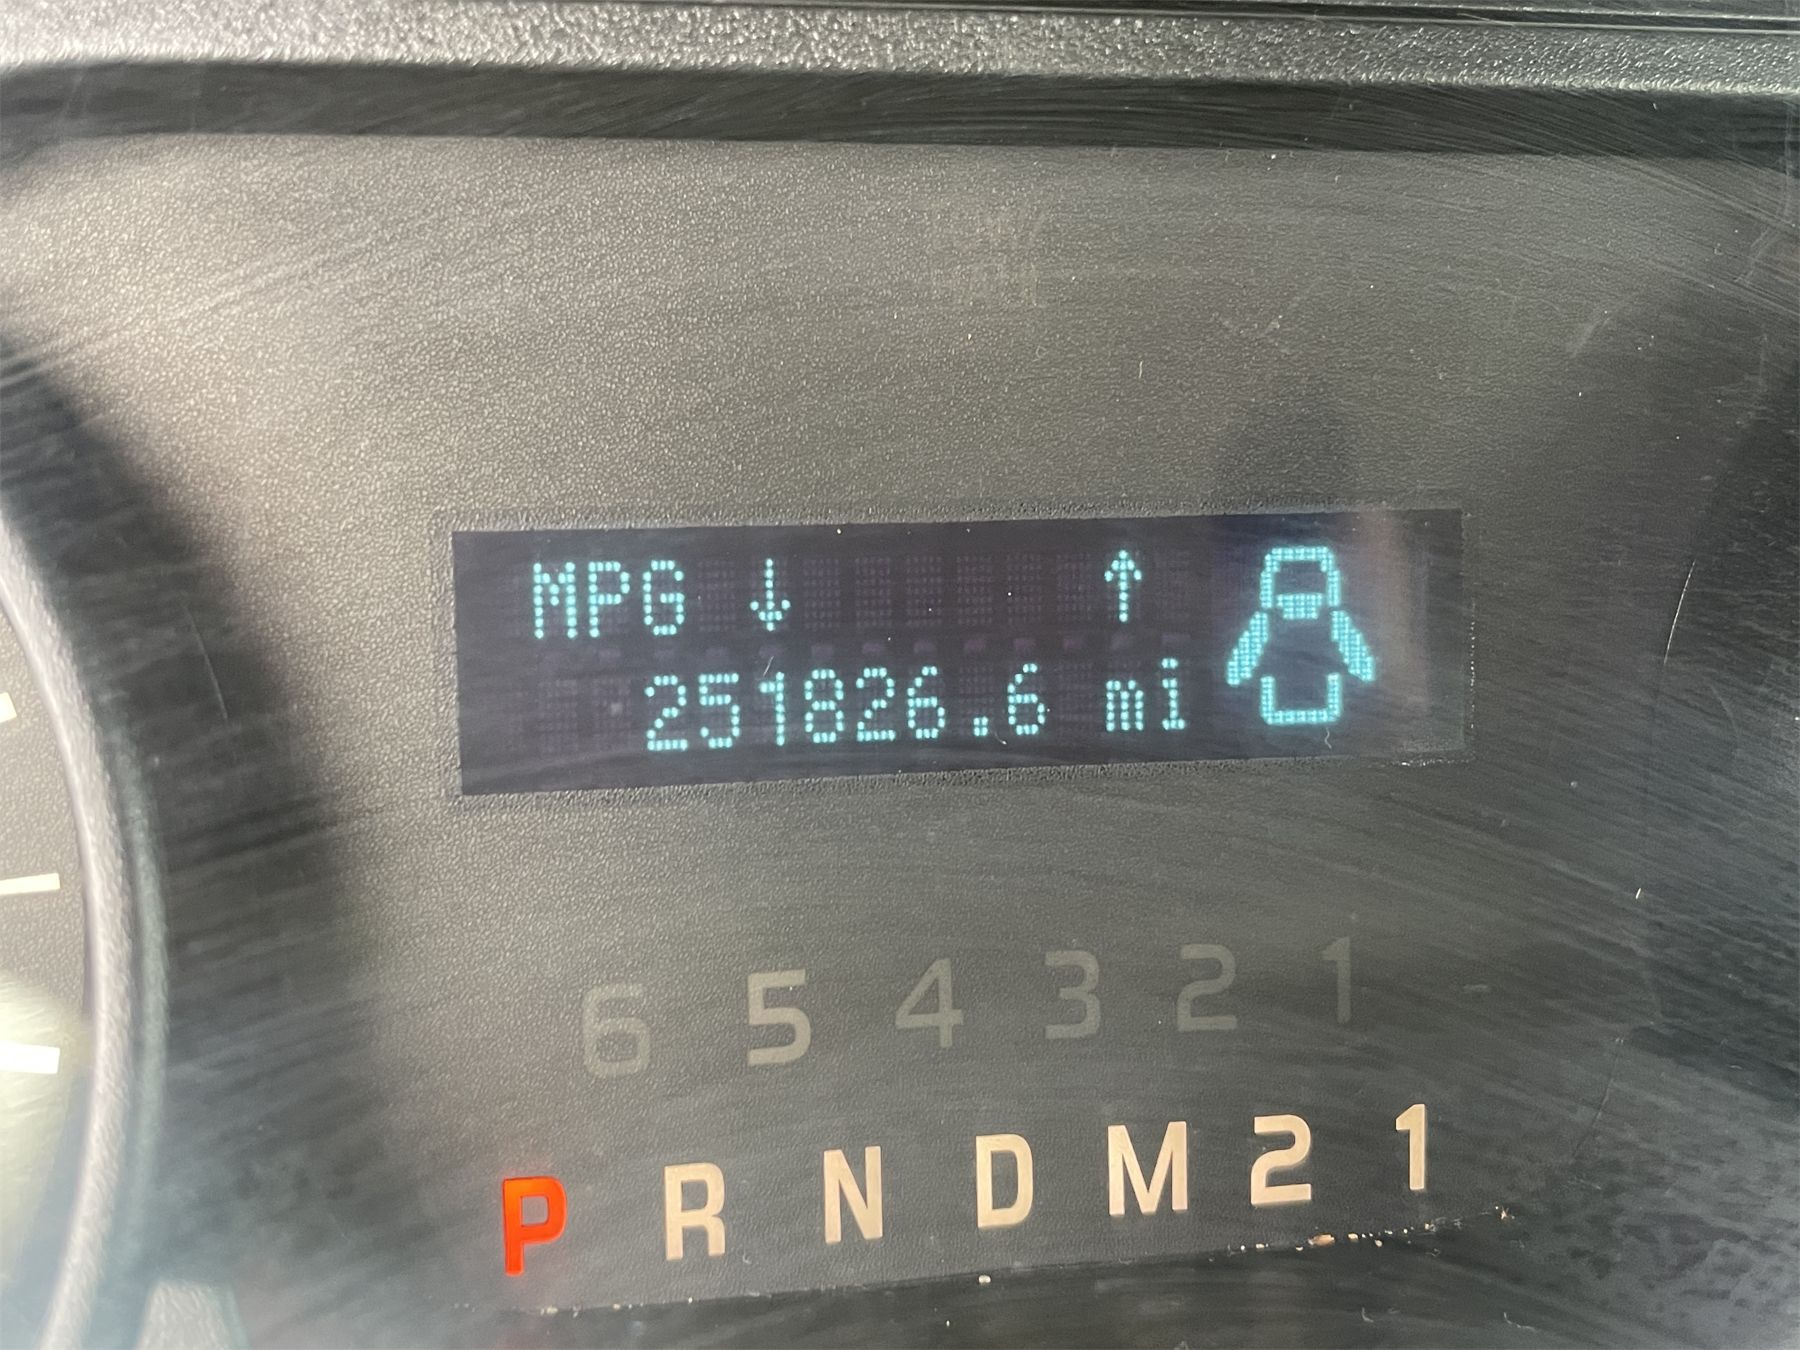 MPG ↓ ↑
251826.6 mi
6 5 4 3 2 1
P R N D M 2 1